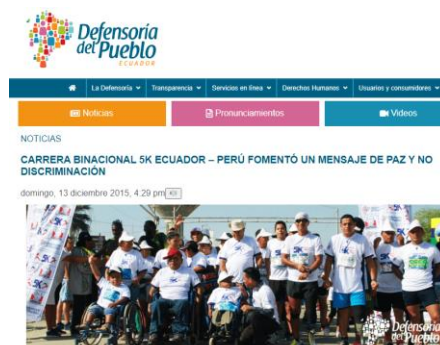 Defensoría
del Pueblo
ECUADOR
La Defensoría Transparencia Servicios en línea Derechos Humanos Usuarios y consumidores
Noticias Pronunciamientos Videos
NOTICIAS
CARRERA BINACIONAL 5K ECUADOR – PERÚ FOMENTÓ UN MENSAJE DE PAZ Y NO
DISCRIMINACIÓN
domingo, 13 diciembre 2015, 4:29 pm
5K
Defensoría
del Pueblo